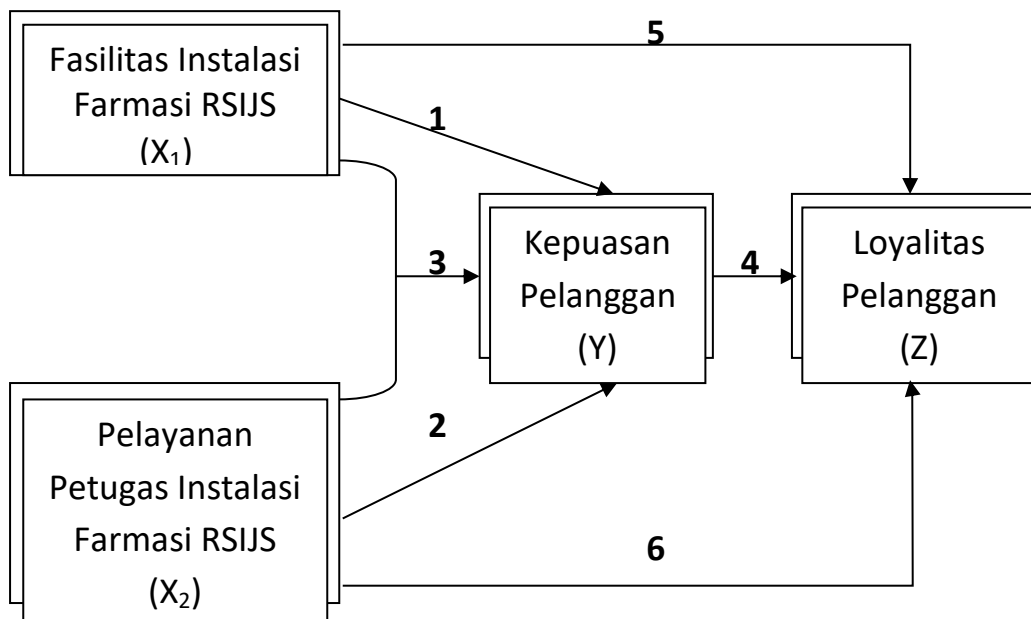 Fasilitas Instalasi
Farmasi RSIJS
(X₁)
5
1
3
Kepuasan
Pelanggan
(Y)
4
Loyalitas
Pelanggan
(Z)
Pelayanan
Petugas Instalasi
Farmasi RSIJS
(X₂)
2
6